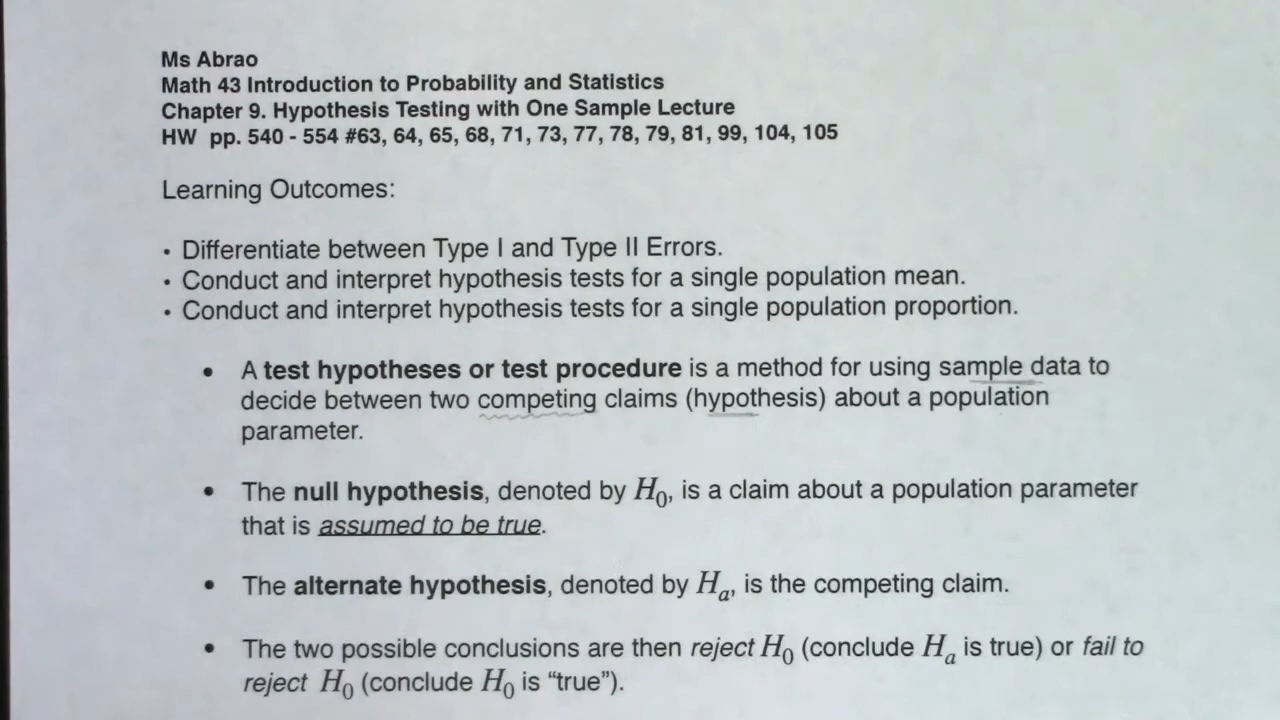 Ms Abrao
Math 43 Introduction to Probability and Statistics
Chapter 9. Hypothesis Testing with One Sample Lecture
HW pp. 540 - 554 #63, 64, 65, 68, 71, 73, 77, 78, 79, 81, 99, 104, 105
Learning Outcomes:
• Differentiate between Type I and Type II Errors.
• Conduct and interpret hypothesis tests for a single population mean.
• Conduct and interpret hypothesis tests for a single population proportion.
• A test hypotheses or test procedure is a method for using sample data to
decide between two competing claims (hypothesis) about a population
parameter.
• The null hypothesis, denoted by H₀, is a claim about a population parameter
that is assumed to be true.
• The alternate hypothesis, denoted by Hₐ, is the competing claim.
• The two possible conclusions are then reject H₀ (conclude Hₐ is true) or fail to
reject H₀ (conclude H₀ is “true”).